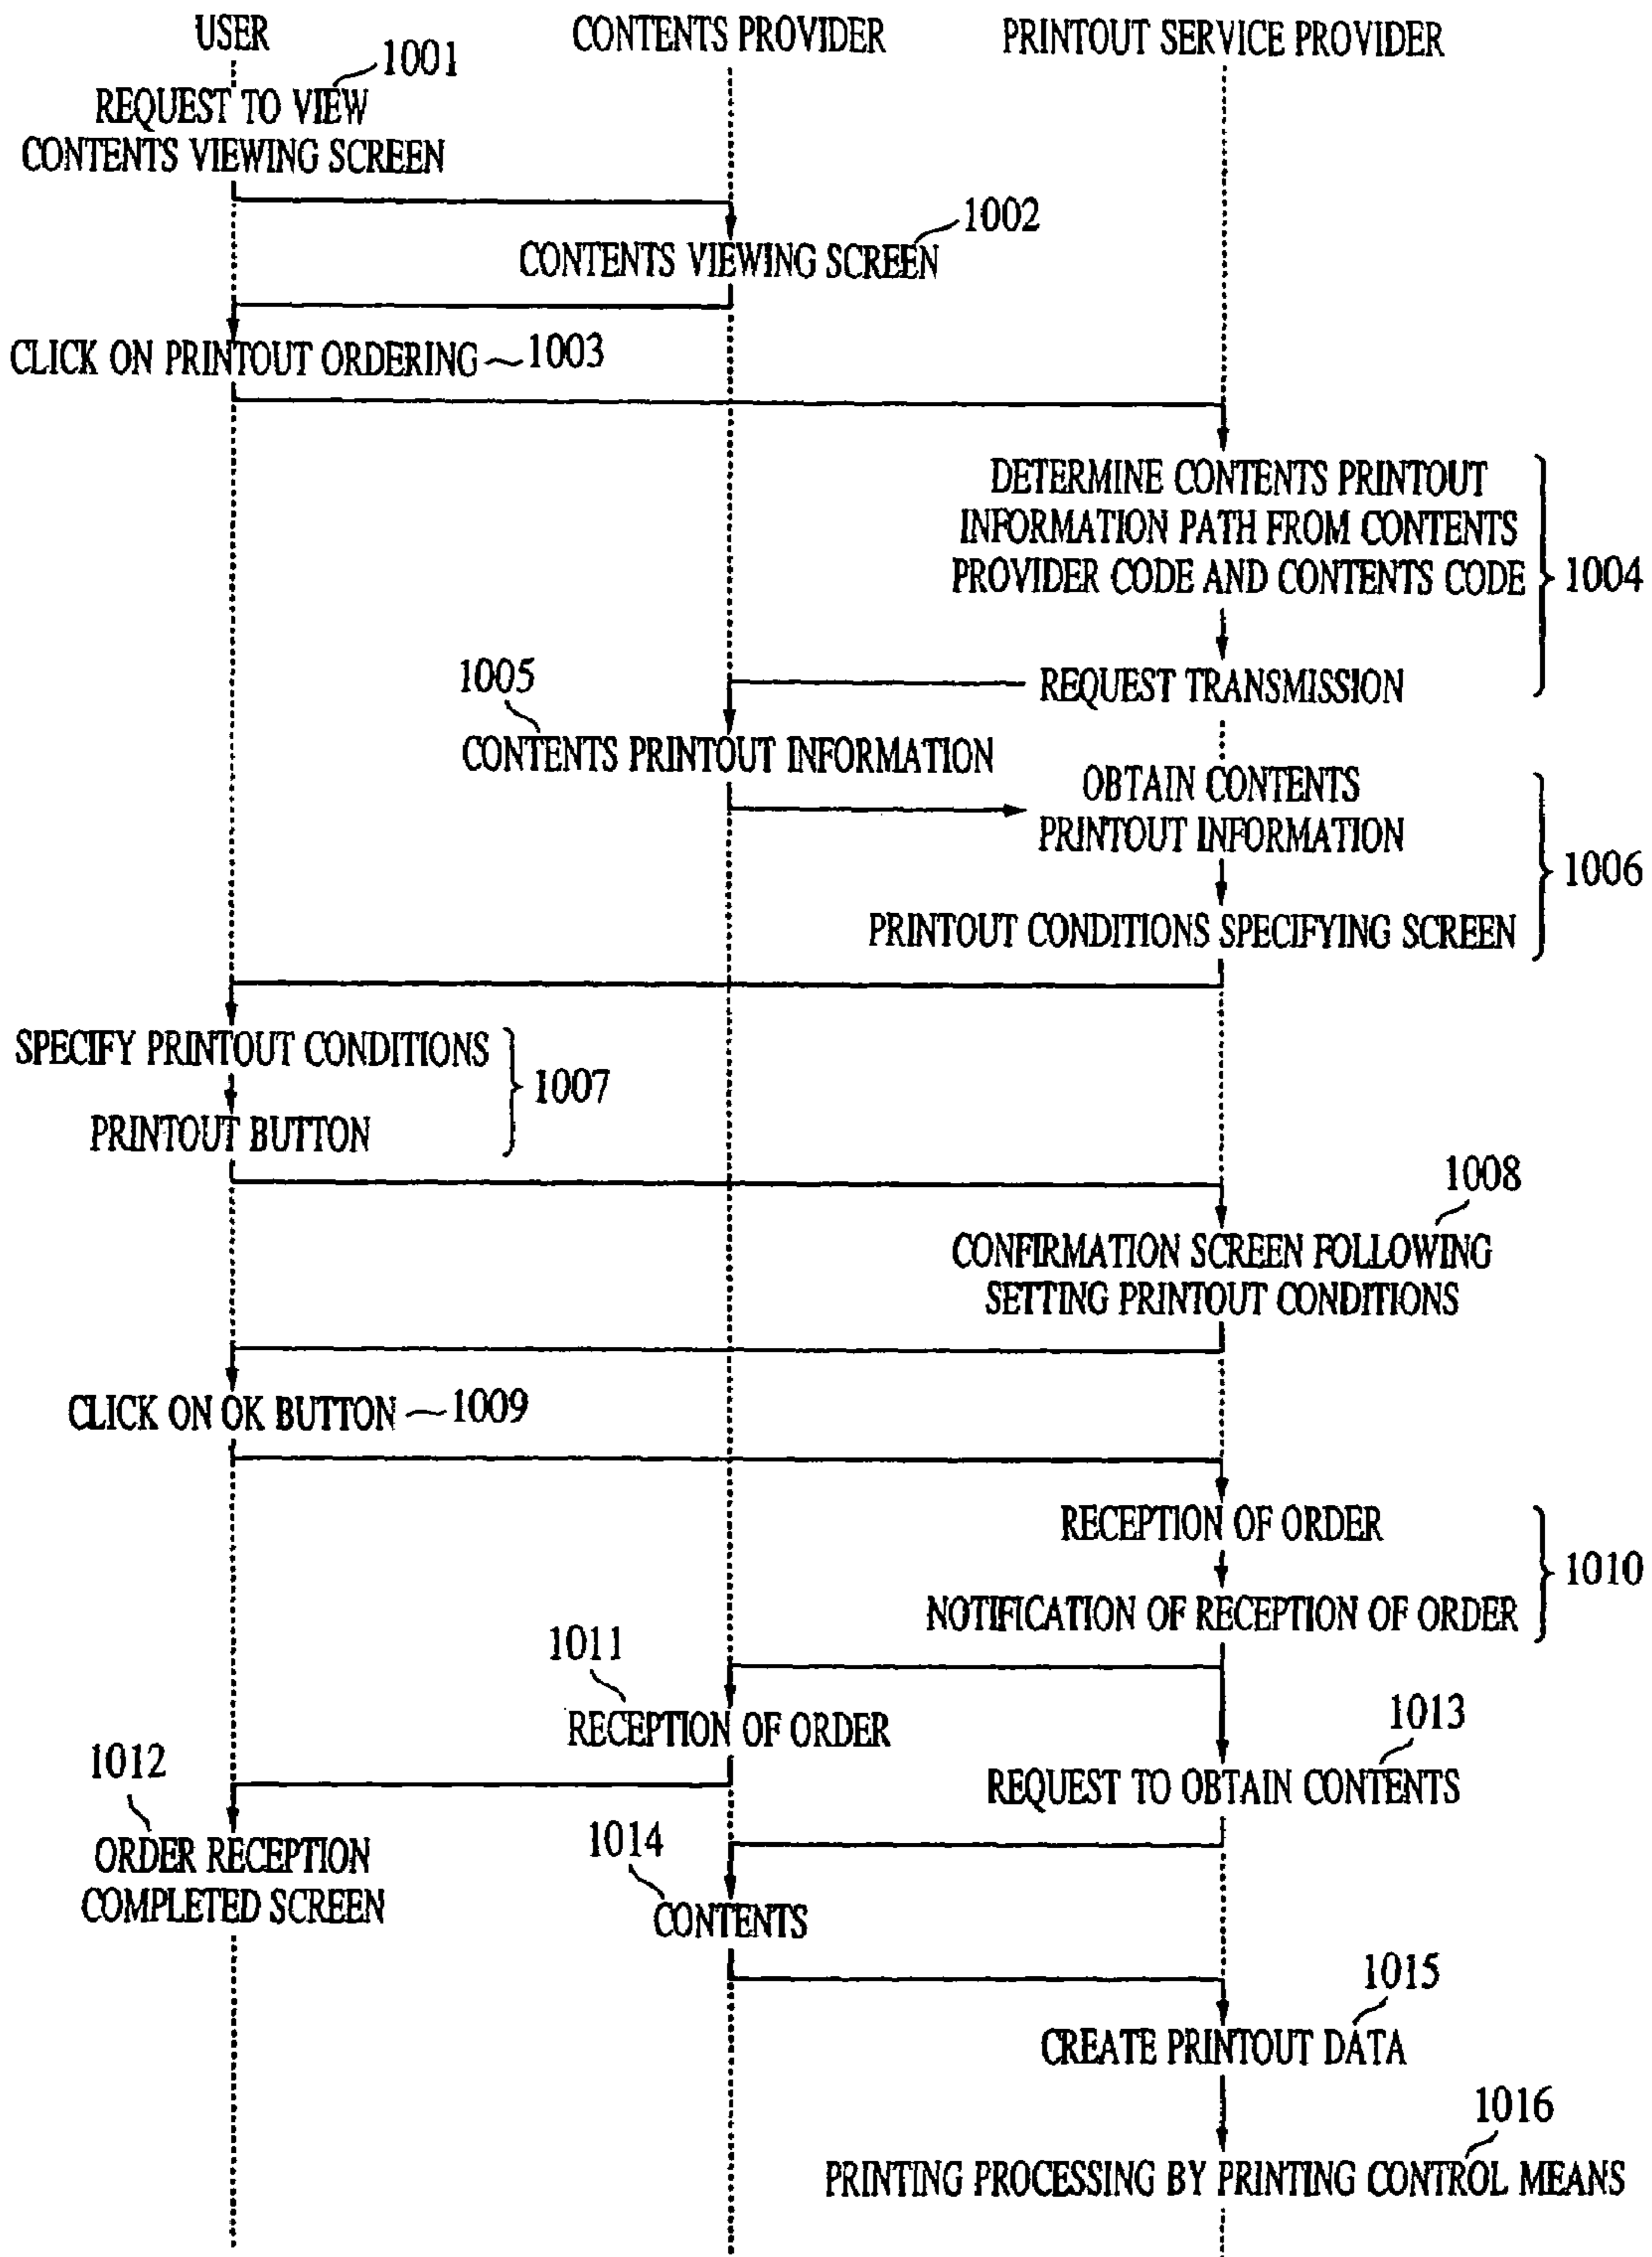 USER
CONTENTS PROVIDER
PRINTOUT SERVICE PROVIDER
1001
REQUEST TO VIEW
CONTENTS VIEWING SCREEN
1002
CONTENTS VIEWING SCREEN
CLICK ON PRINTOUT ORDERING
1003
DETERMINE CONTENTS PRINTOUT
INFORMATION PATH FROM CONTENTS
PROVIDER CODE AND CONTENTS CODE
1004
REQUEST TRANSMISSION
1005
CONTENTS PRINTOUT INFORMATION
OBTAIN CONTENTS
PRINTOUT INFORMATION
1006
PRINTOUT CONDITIONS SPECIFYING SCREEN
SPECIFY PRINTOUT CONDITIONS
1007
PRINTOUT BUTTON
1008
CONFIRMATION SCREEN FOLLOWING
SETTING PRINTOUT CONDITIONS
CLICK ON OK BUTTON
1009
RECEPTION OF ORDER
1010
NOTIFICATION OF RECEPTION OF ORDER
1011
RECEPTION OF ORDER
1013
REQUEST TO OBTAIN CONTENTS
1012
ORDER RECEPTION
COMPLETED SCREEN
1014
CONTENTS
1015
CREATE PRINTOUT DATA
1016
PRINTING PROCESSING BY PRINTING CONTROL MEANS